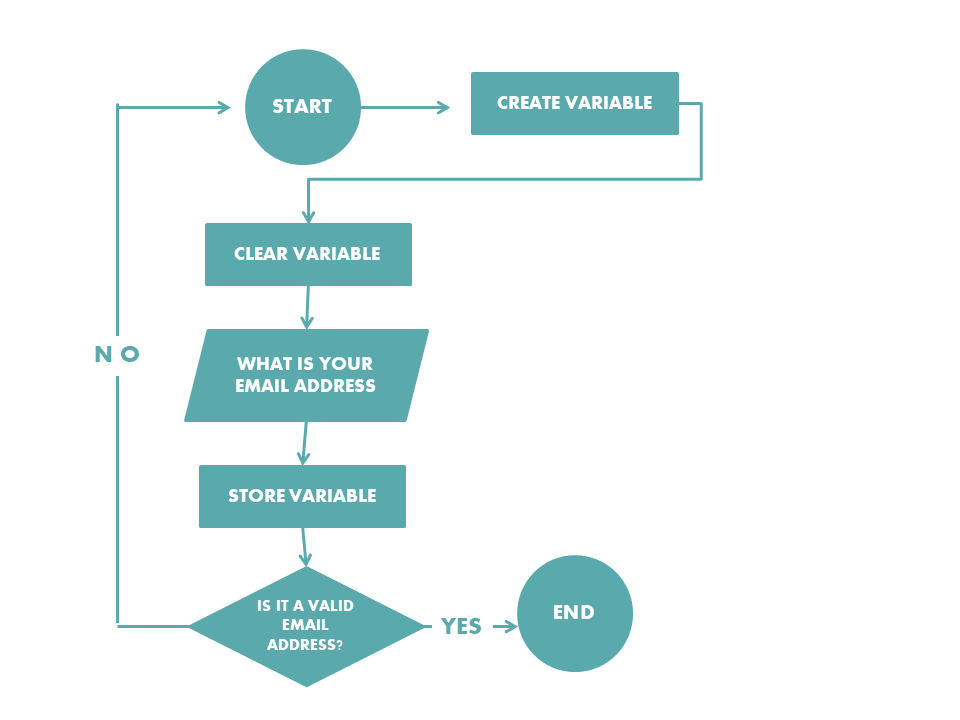 START
CREATE VARIABLE
CLEAR VARIABLE
WHAT IS YOUR
EMAIL ADDRESS
NO
STORE VARIABLE
IS IT A VALID
EMAIL
ADDRESS?
YES
END